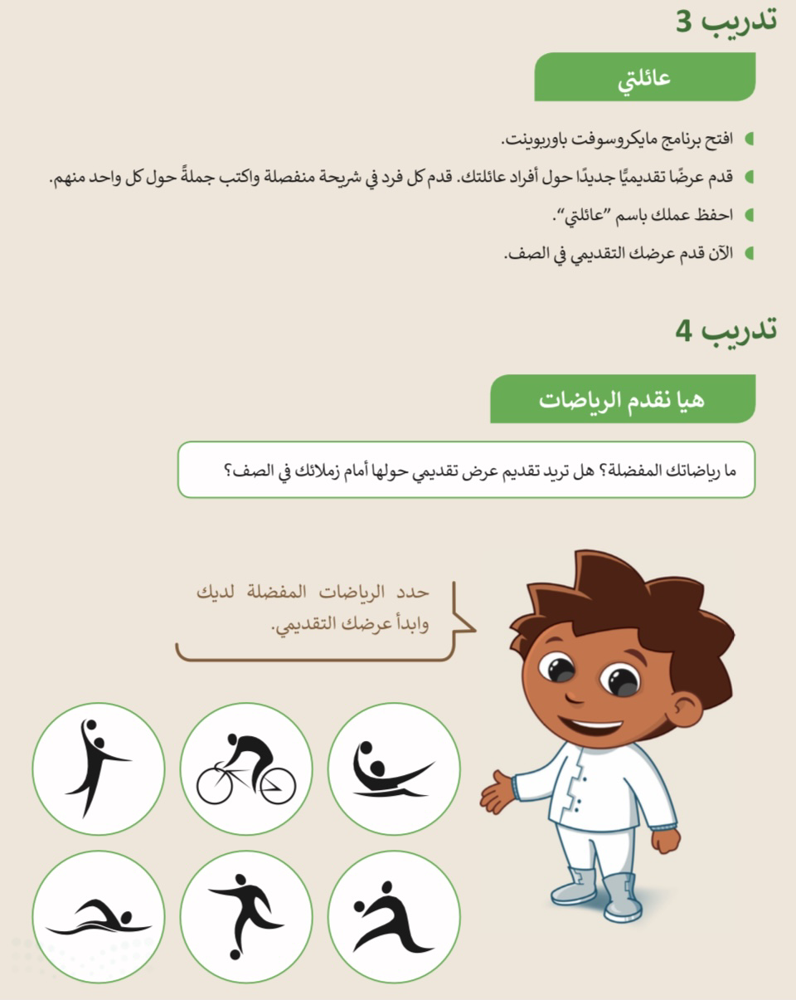 تدريب 3
عائلتي
افتح برنامج مايكروسوفت باوربوينت.
قدم عرضًا تقديميًّا جديدًا حول أفراد عائلتك. قدم كل فرد في شريحة منفصلة واكتب جملةً حول كل واحد منهم.
احفظ عملك باسم ”عائلتي“.
الآن قدم عرضك التقديمي في الصف.
تدريب 4
هيا نقدم الرياضات
ما رياضاتك المفضلة؟ هل تريد تقديم عرض تقديمي حولها أمام زملائك في الصف؟
حدد الرياضات المفضلة لديك
وابدأ عرضك التقديمي.